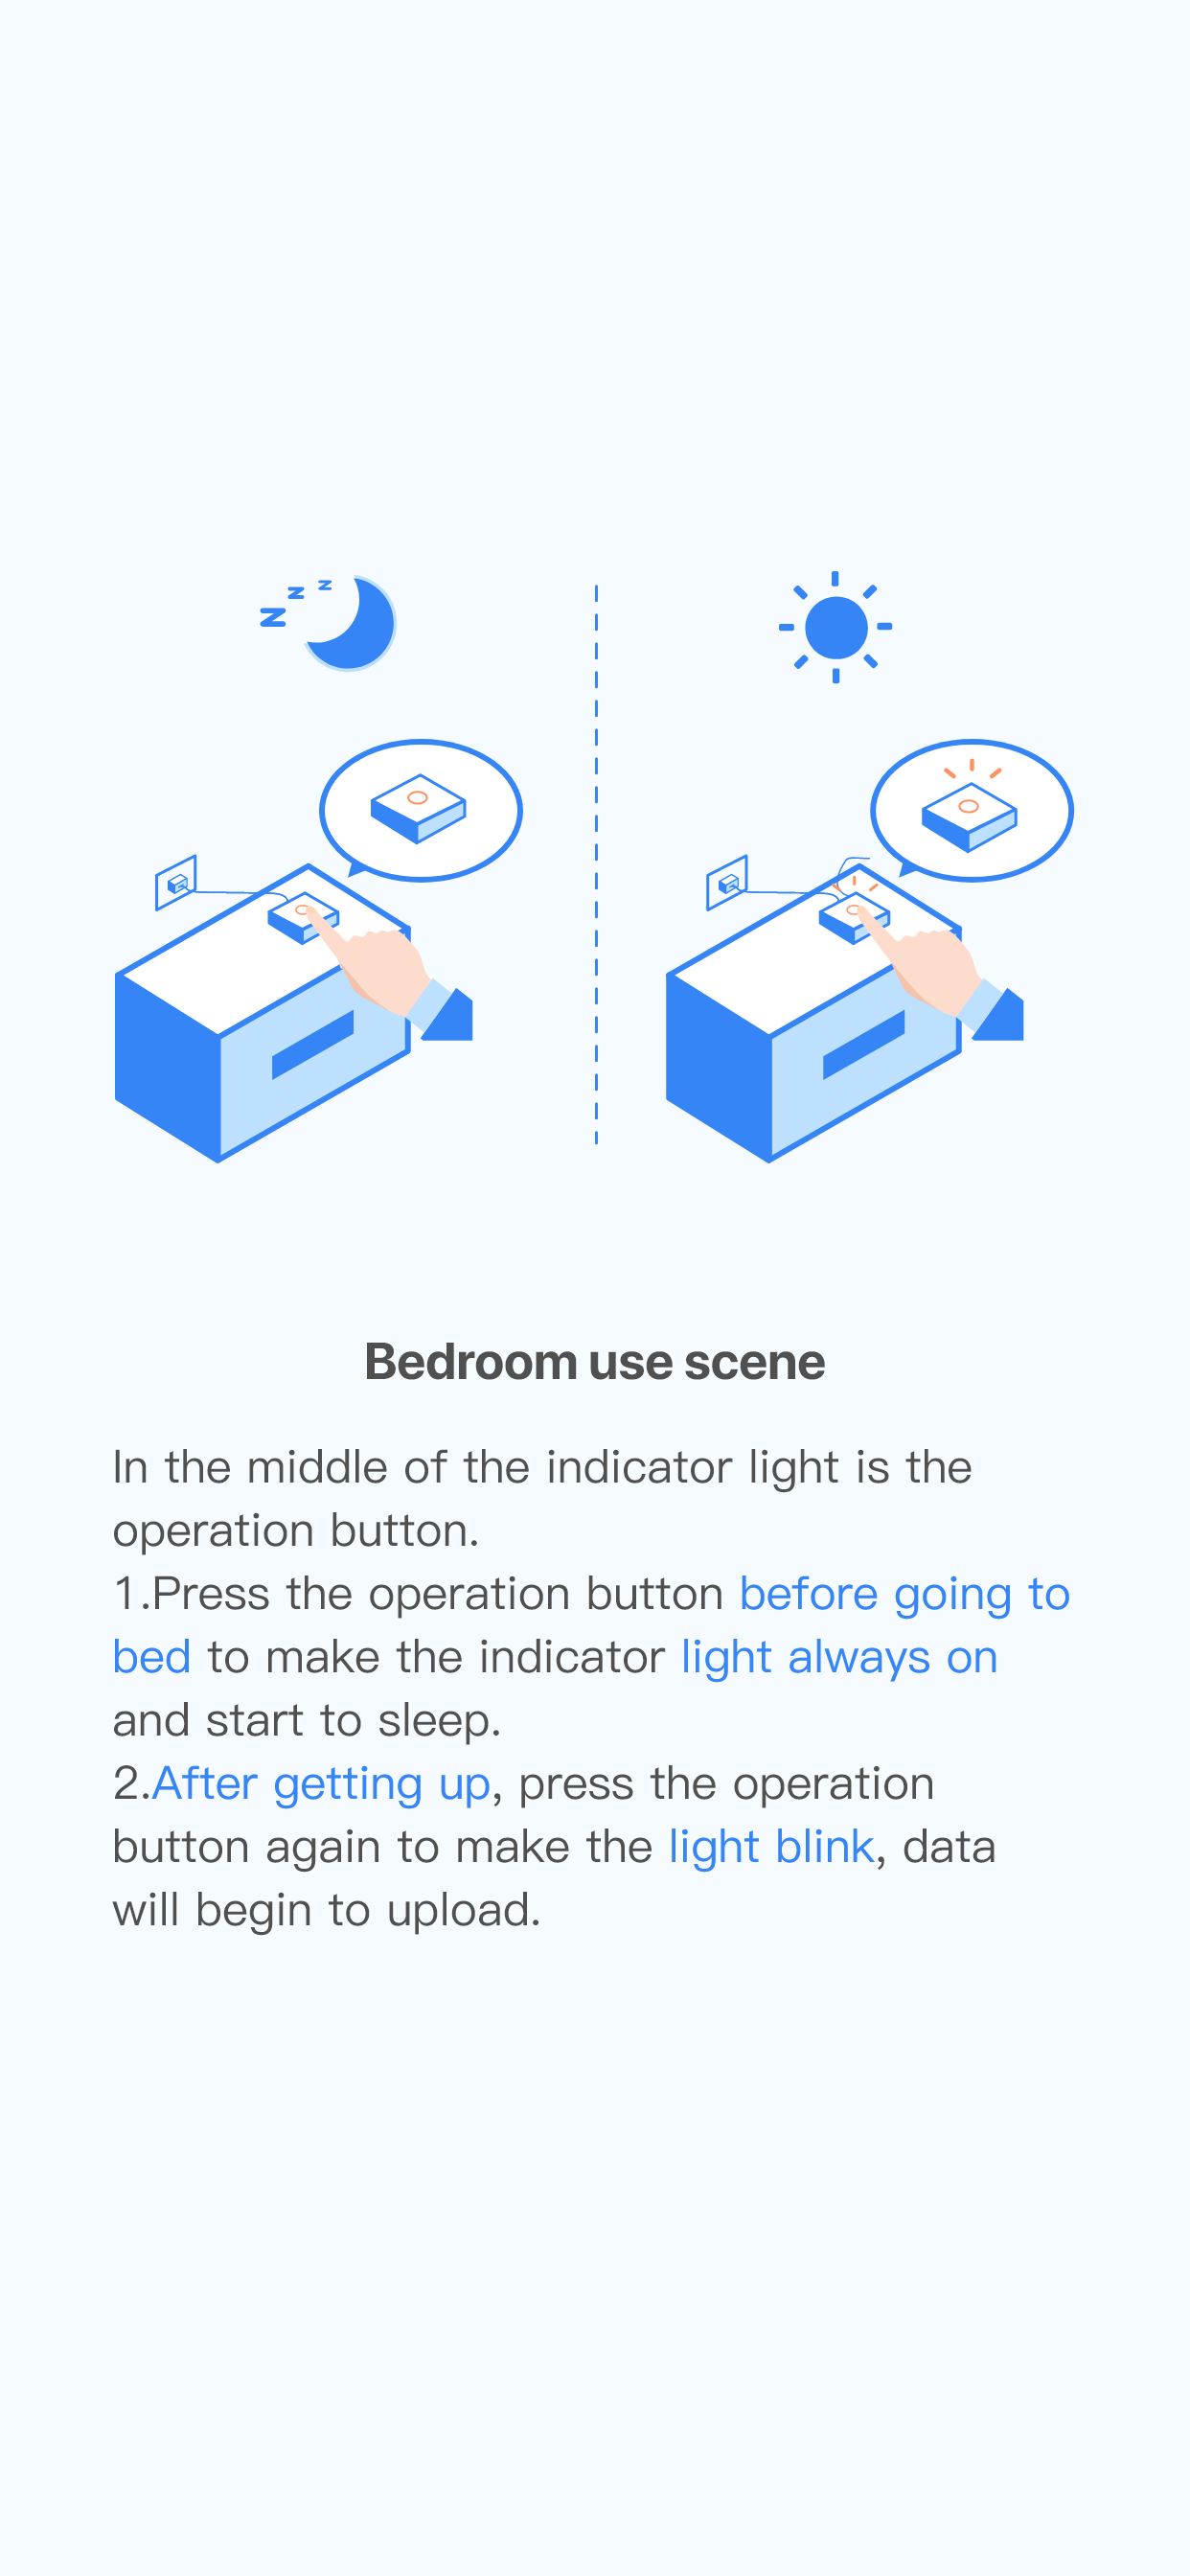 z z z
Bedroom use scene
In the middle of the indicator light is the
operation button.
1.Press the operation button before going to
bed to make the indicator light always on
and start to sleep.
2.After getting up, press the operation
button again to make the light blink, data
will begin to upload.